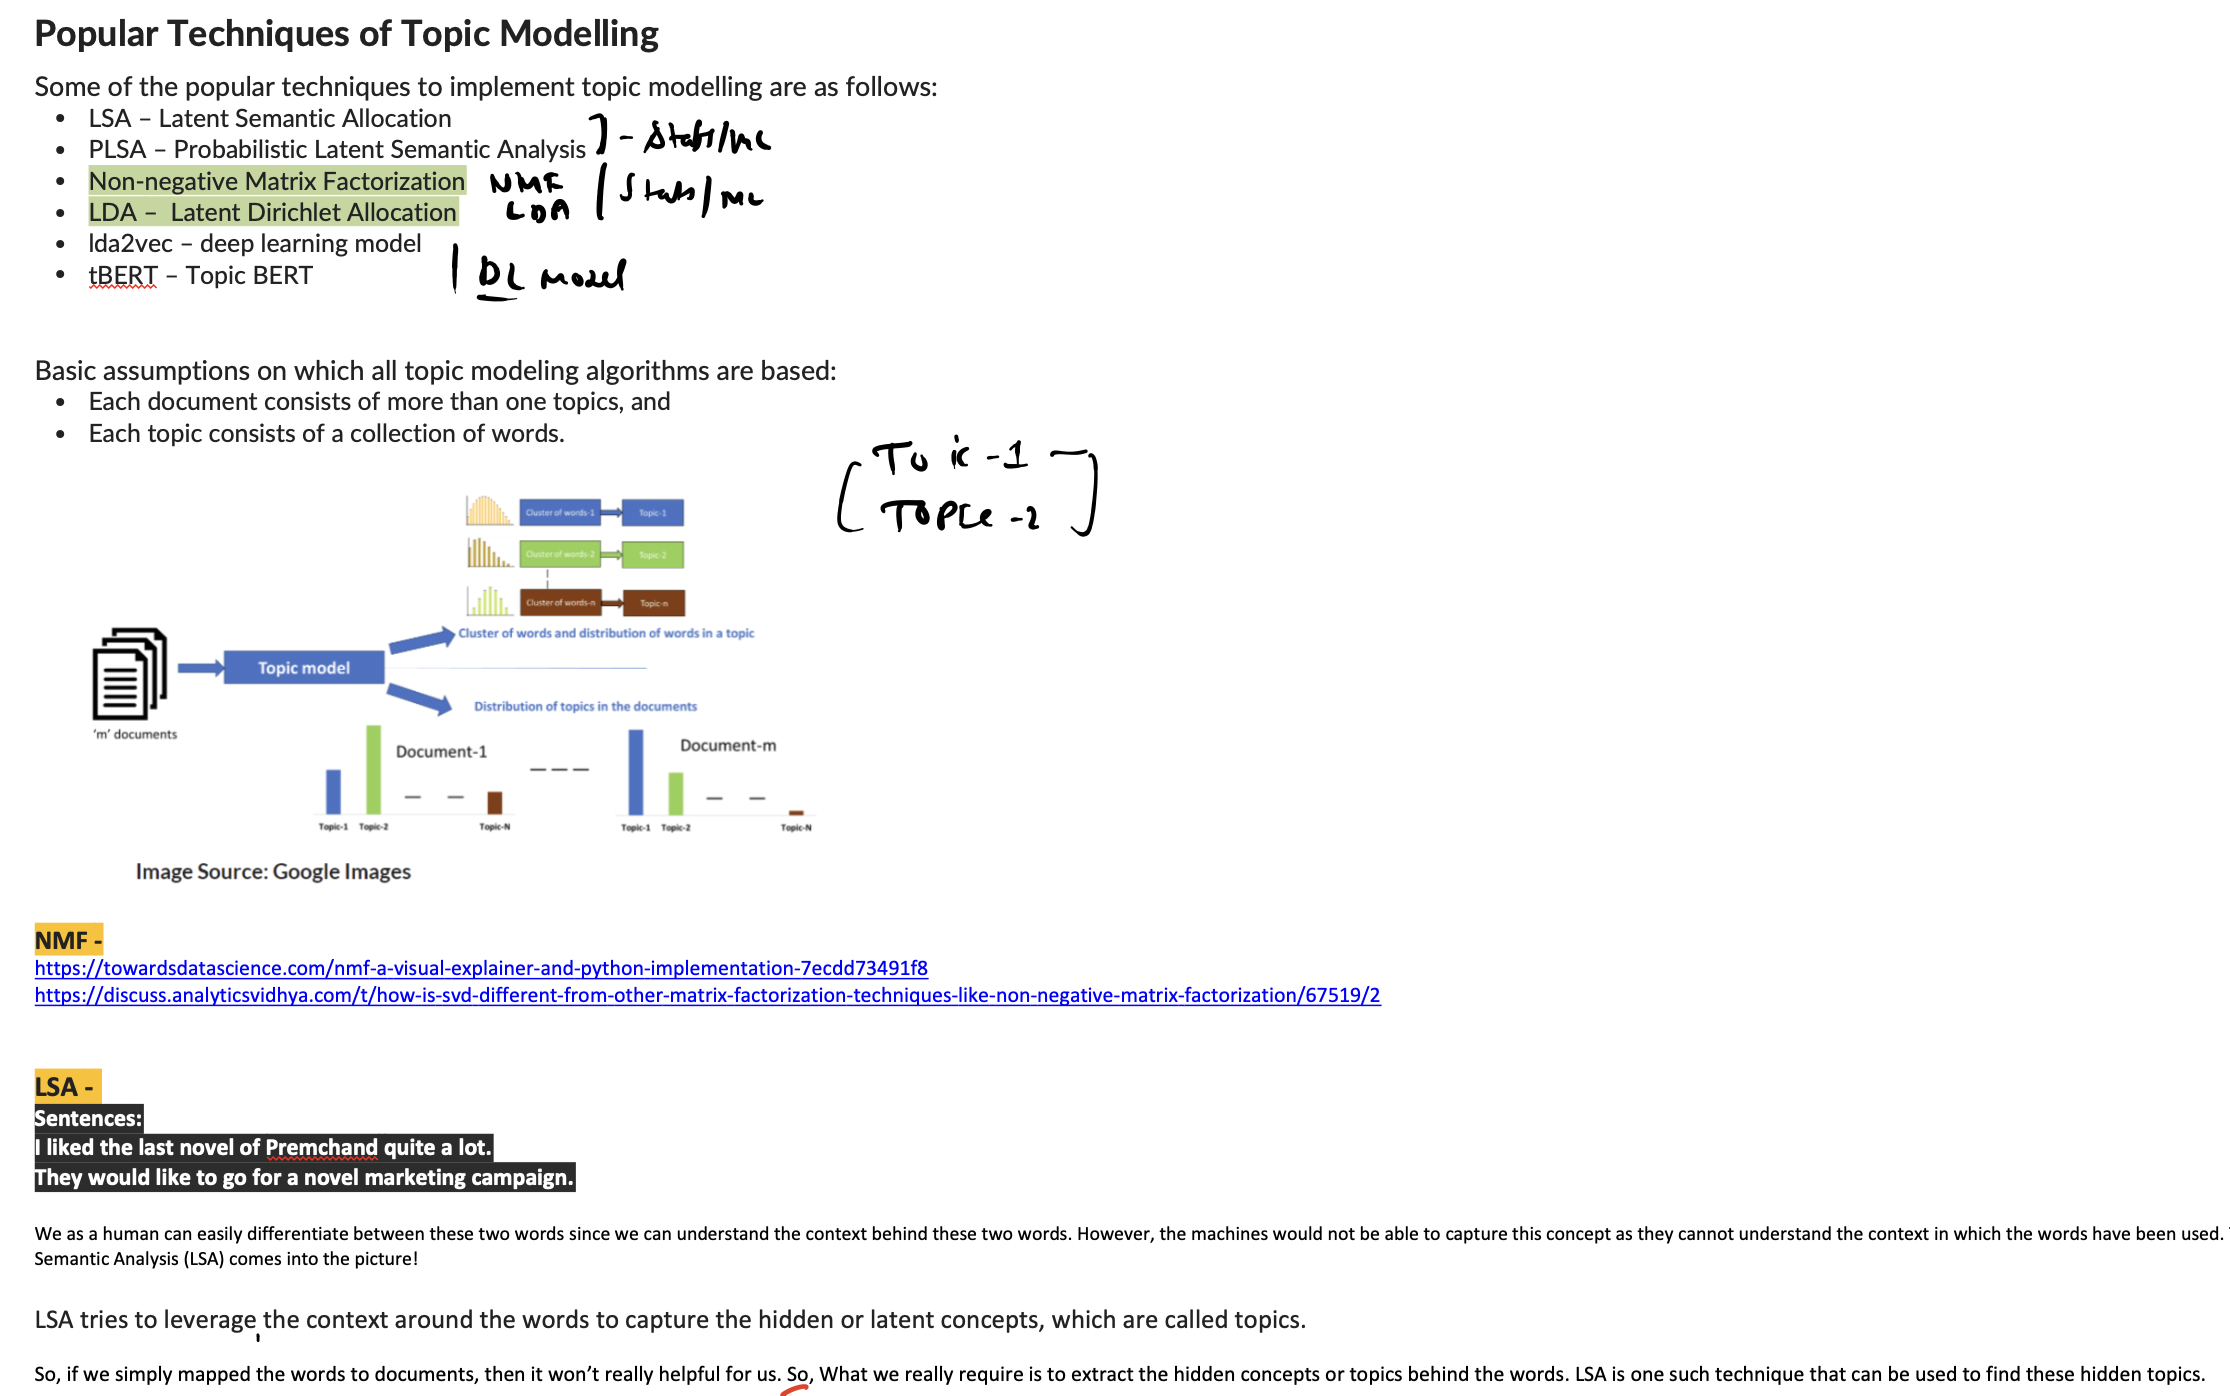 Popular Techniques of Topic Modelling
Some of the popular techniques to implement topic modelling are as follows:
• LSA – Latent Semantic Allocation
• PLSA – Probabilistic Latent Semantic Analysis
] - Stats/ML
• Non-negative Matrix Factorization
NMF
• LDA – Latent Dirichlet Allocation
LDA
| Stats/ML
• lda2vec – deep learning model
• tBERT – Topic BERT
| DL Model
Basic assumptions on which all topic modeling algorithms are based:
• Each document consists of more than one topics, and
• Each topic consists of a collection of words.
To ic -1
TOPIC -2
Cluster of words-1 Topic-1
Cluster of words-2 Topic-2
Cluster of words-n Topic-n
Cluster of words and distribution of words in a topic
Topic model
Distribution of topics in the documents
'm' documents
Document-1
Document-m
Topic-1 Topic-2 Topic-N
Topic-1 Topic-2 Topic-N
Image Source: Google Images
NMF -
https://towardsdatascience.com/nmf-a-visual-explainer-and-python-implementation-7ecdd73491f8
https://discuss.analyticsvidhya.com/t/how-is-svd-different-from-other-matrix-factorization-techniques-like-non-negative-matrix-factorization/67519/2
LSA -
Sentences:
I liked the last novel of Premchand quite a lot.
They would like to go for a novel marketing campaign.
We as a human can easily differentiate between these two words since we can understand the context behind these two words. However, the machines would not be able to capture this concept as they cannot understand the context in which the words have been used.
Semantic Analysis (LSA) comes into the picture!
LSA tries to leverage the context around the words to capture the hidden or latent concepts, which are called topics.
So, if we simply mapped the words to documents, then it won't really helpful for us. So, What we really require is to extract the hidden concepts or topics behind the words. LSA is one such technique that can be used to find these hidden topics.